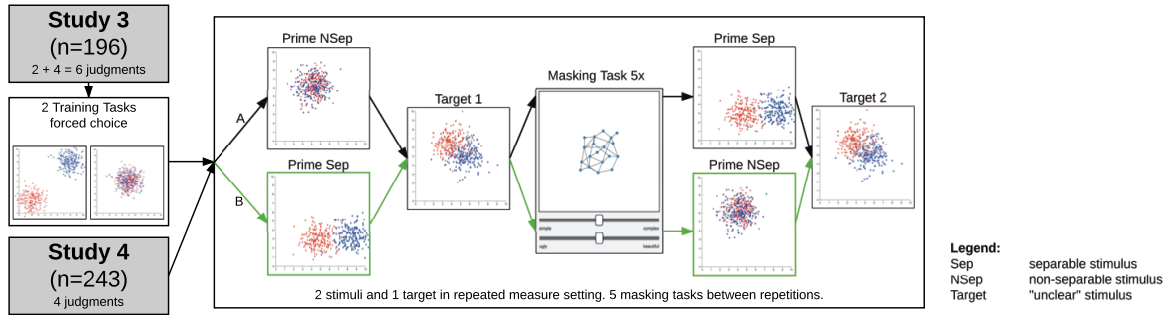 Study 3
(n=196)
2 + 4 = 6 judgments
2 Training Tasks
forced choice
Study 4
(n=243)
4 judgments
A
B
Prime NSep
Prime Sep
Target 1
Masking Task 5x
simple
complex
ugly
beautiful
Prime Sep
Prime NSep
Target 2
2 stimuli and 1 target in repeated measure setting. 5 masking tasks between repetitions.
Legend:
Sep separable stimulus
NSep non-separable stimulus
Target "unclear" stimulus